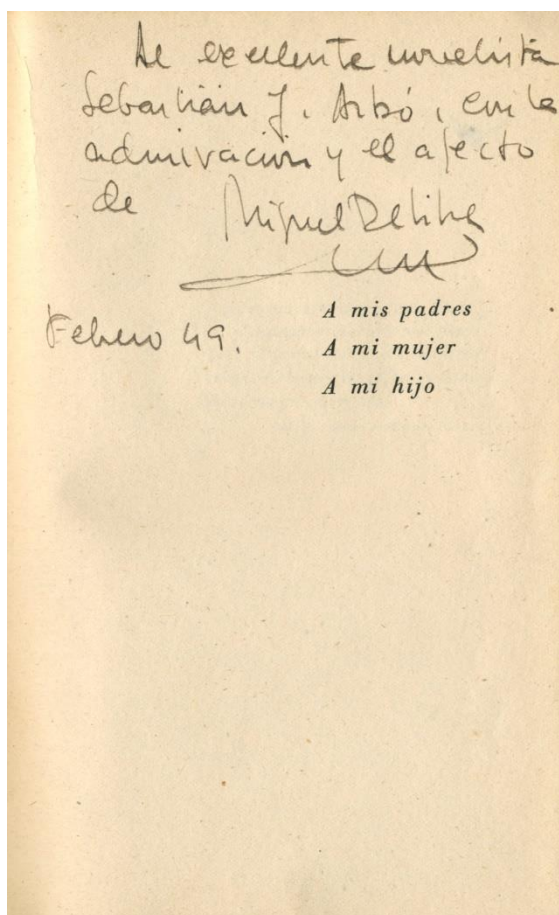 Al excelente novelista
Sebastián J. Arbó, con la
admiración y el afecto
de Miguel Delibes
A mis padres
Febrero 49.
A mi mujer
A mi hijo